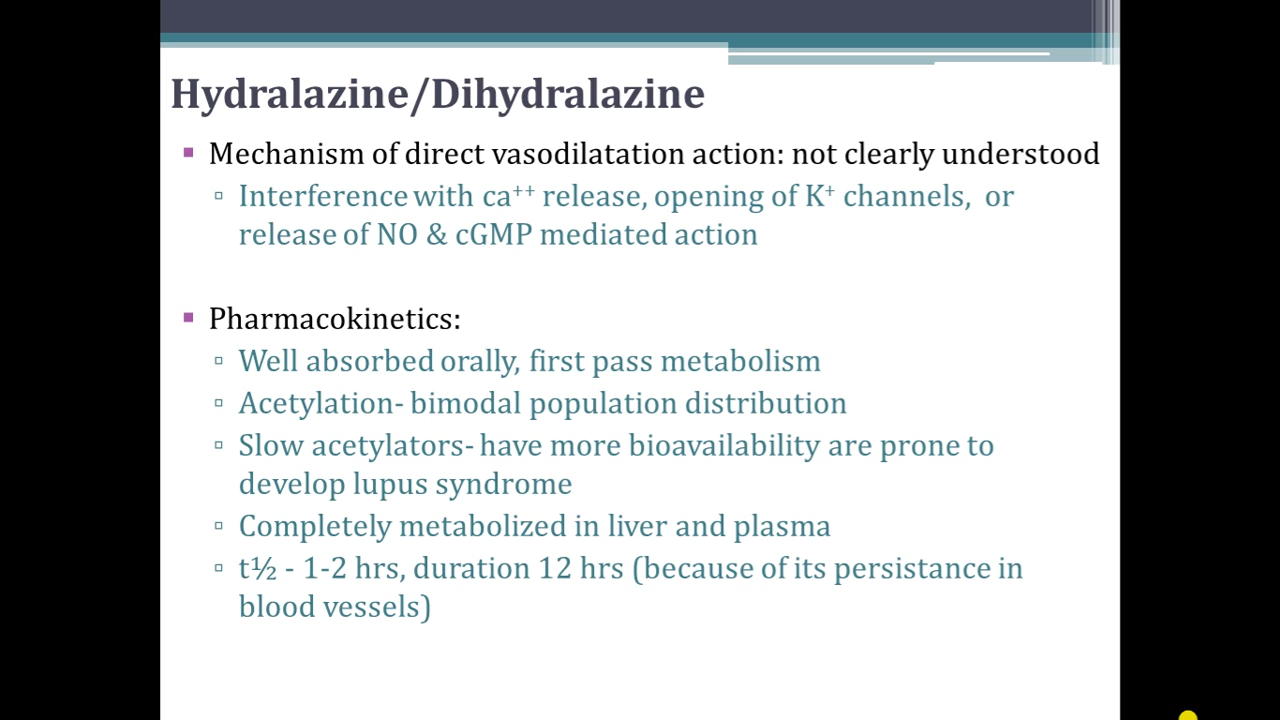 Hydralazine/Dihydralazine
Mechanism of direct vasodilatation action: not clearly understood
Interference with ca⁺⁺ release, opening of K⁺ channels, or
release of NO & cGMP mediated action
Pharmacokinetics:
Well absorbed orally, first pass metabolism
Acetylation- bimodal population distribution
Slow acetylators- have more bioavailability are prone to
develop lupus syndrome
Completely metabolized in liver and plasma
t½ - 1-2 hrs, duration 12 hrs (because of its persistance in
blood vessels)